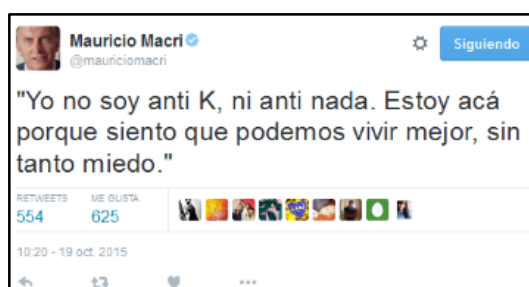 Mauricio Macri
@mauriciomacri
Siguiendo
"Yo no soy anti K, ni anti nada. Estoy acá
porque siento que podemos vivir mejor, sin
tanto miedo."
RETWEETS ME GUSTA
554 625
10:20 - 19 oct. 2015